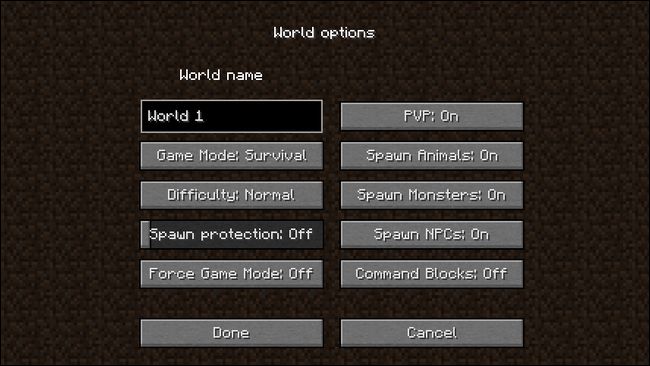 World options
World name
World 1
PVP: On
Game Mode: Survival
Spawn Animals: On
Difficulty: Normal
Spawn Monsters: On
Spawn protection: Off
Spawn NPCs: On
Force Game Mode: Off
Command Blocks: Off
Done
Cancel